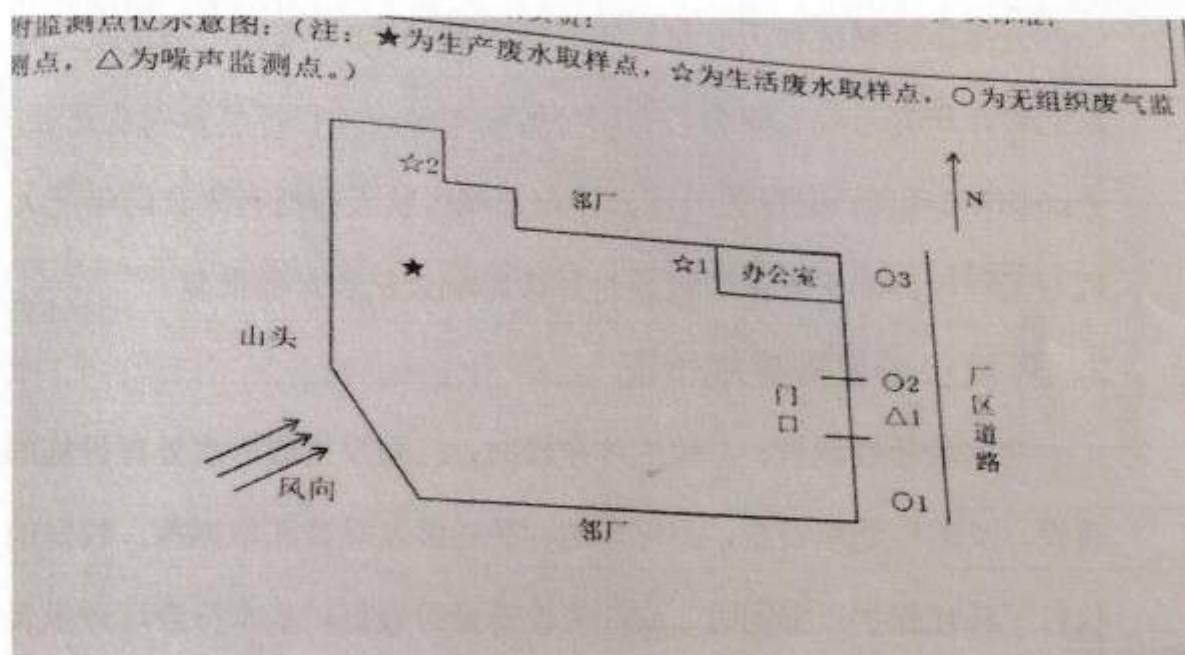 附监测点位示意图：（注：★为生产废水取样点，☆为生活废水取样点，○为无组织废气监
测点，△为噪声监测点。）
☆2
邻厂
N
★
☆1
办公室
○3
山头
门口
○2
△1
厂区道路
风向
○1
邻厂